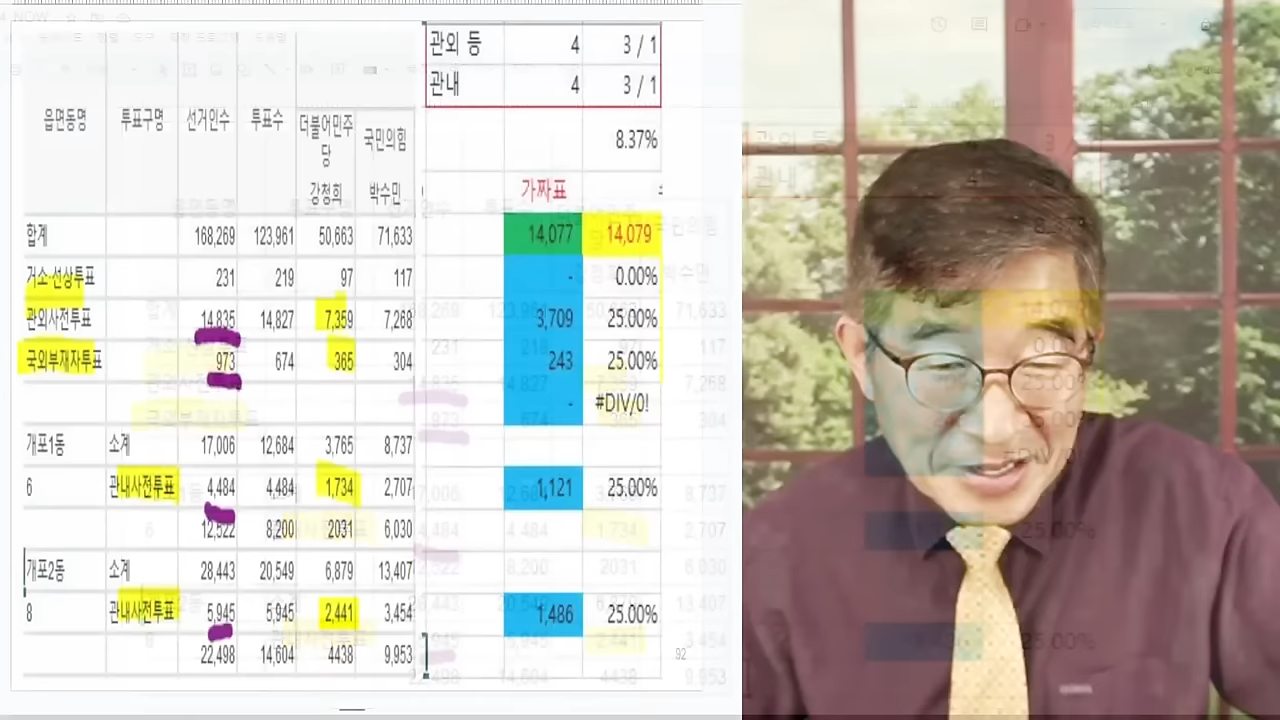 NOW
관외 등 4 3 / 1
관내 4 3 / 1
8.37%
읍면동명 투표구명 선거인수 투표수 더불어민주당 강청희 국민의힘 박수민
가짜표
합계 168,269 123,961 50,663 71,633 14,077 14,079
거소·선상투표 231 219 97 117 - 0.00%
관외사전투표 14,835 14,827 7,359 7,268 3,709 25.00%
국외부재자투표 973 674 365 304 243 25.00%
- #DIV/0!
개포1동 소계 17,006 12,684 3,765 8,737
6 관내사전투표 4,484 4,484 1,734 2,707 1,121 25.00%
12,522 8,200 2031 6,030
개포2동 소계 28,443 20,549 6,879 13,407
8 관내사전투표 5,945 5,945 2,441 3,454 1,486 25.00%
22,498 14,604 4438 9,953
92